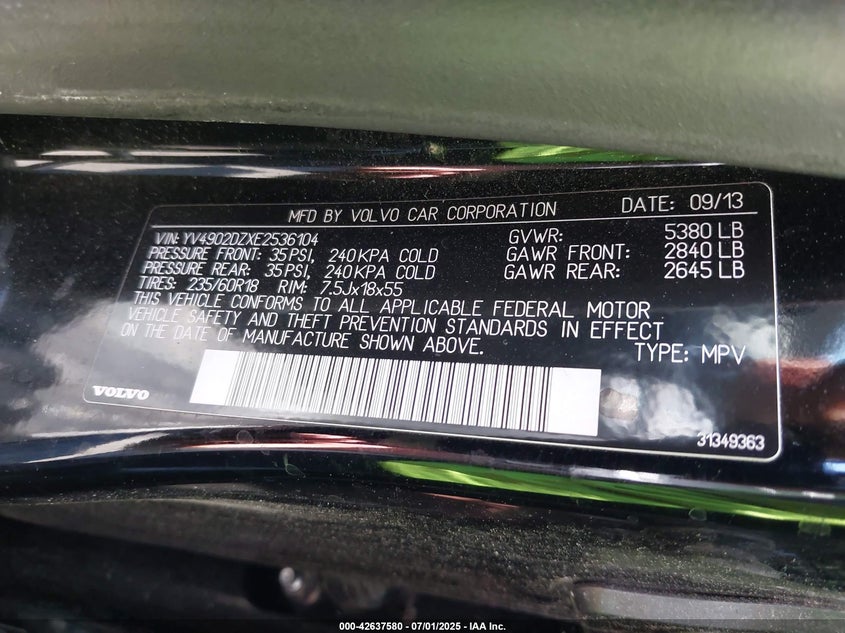 MFD BY VOLVO CAR CORPORATION DATE: 09/13
VIN: YV4902DZXE2536104 GVWR: 5380 LB
PRESSURE FRONT: 35PSI, 240KPA COLD GAWR FRONT: 2840 LB
PRESSURE REAR: 35PSI, 240KPA COLD GAWR REAR: 2645 LB
TIRES: 235/60R18 RIM: 7.5Jx18x55
THIS VEHICLE CONFORMS TO ALL APPLICABLE FEDERAL MOTOR
VEHICLE SAFETY AND THEFT PREVENTION STANDARDS IN EFFECT
ON THE DATE OF MANUFACTURE SHOWN ABOVE.
TYPE: MPV
VOLVO
31349363
000-42637580 - 07/01/2025 - IAA Inc.